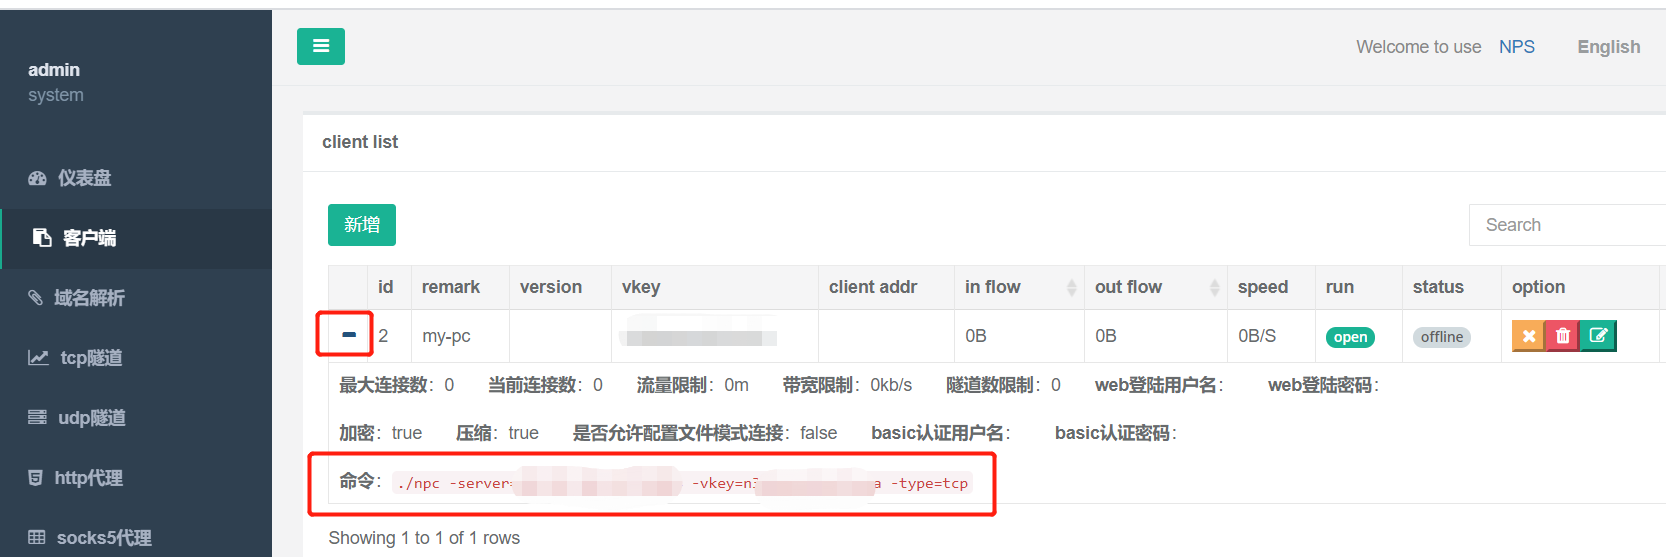 admin
system
Welcome to use NPS English
仪表盘
客户端
域名解析
tcp隧道
udp隧道
http代理
socks5代理
client list
新增
Search
id remark version vkey client addr in flow out flow speed run status option
2 my-pc 0B 0B 0B/S open offline
最大连接数：0 当前连接数：0 流量限制：0m 带宽限制：0kb/s 隧道数限制：0 web登陆用户名： web登陆密码：
加密：true 压缩：true 是否允许配置文件模式连接：false basic认证用户名： basic认证密码：
命令： ./npc -server= -vkey=n a -type=tcp
Showing 1 to 1 of 1 rows